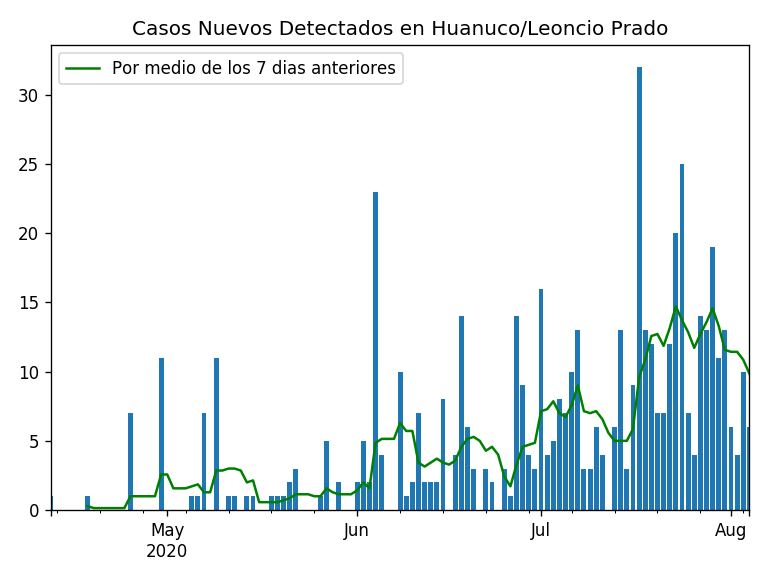 Casos Nuevos Detectados en Huanuco/Leoncio Prado
Por medio de los 7 dias anteriores
30
25
20
15
10
5
0
May
2020
Jun
Jul
Aug